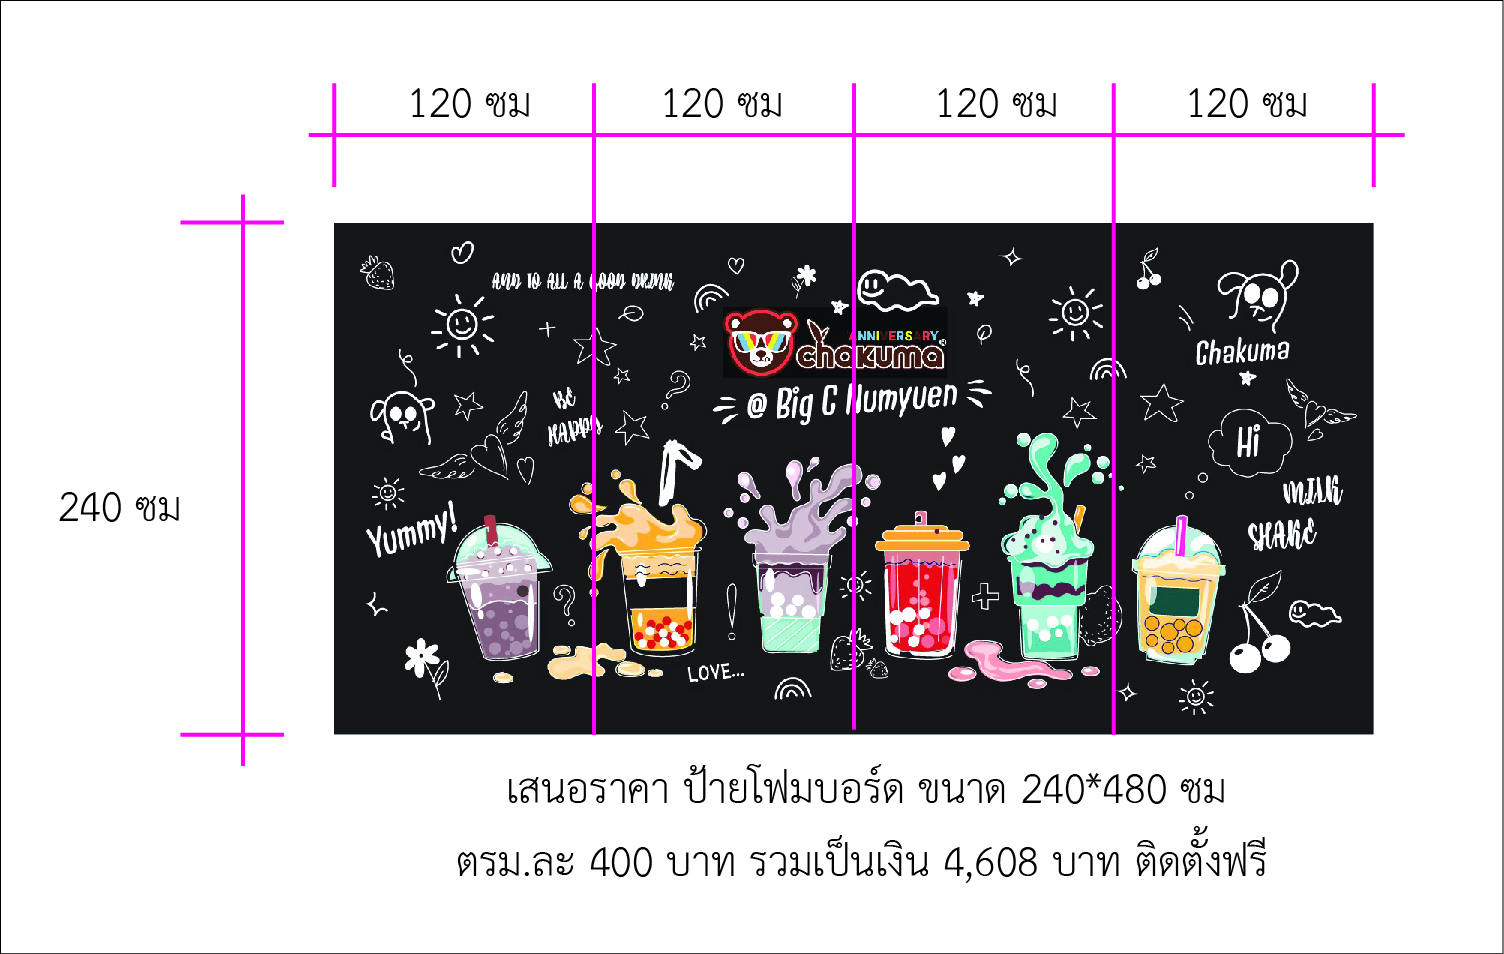 120 ซม 120 ซม 120 ซม 120 ซม
240 ซม
AND TO ALL A GOOD DRINK
ANNIVERSARY
chakuma
@ Big C Numyuen
Chakuma
BE
HAPPY
Hi
MILK
SHAKE
Yummy!
LOVE...
เสนอราคา ป้ายโฟมบอร์ด ขนาด 240*480 ซม
ตรม.ละ 400 บาท รวมเป็นเงิน 4,608 บาท ติดตั้งฟรี